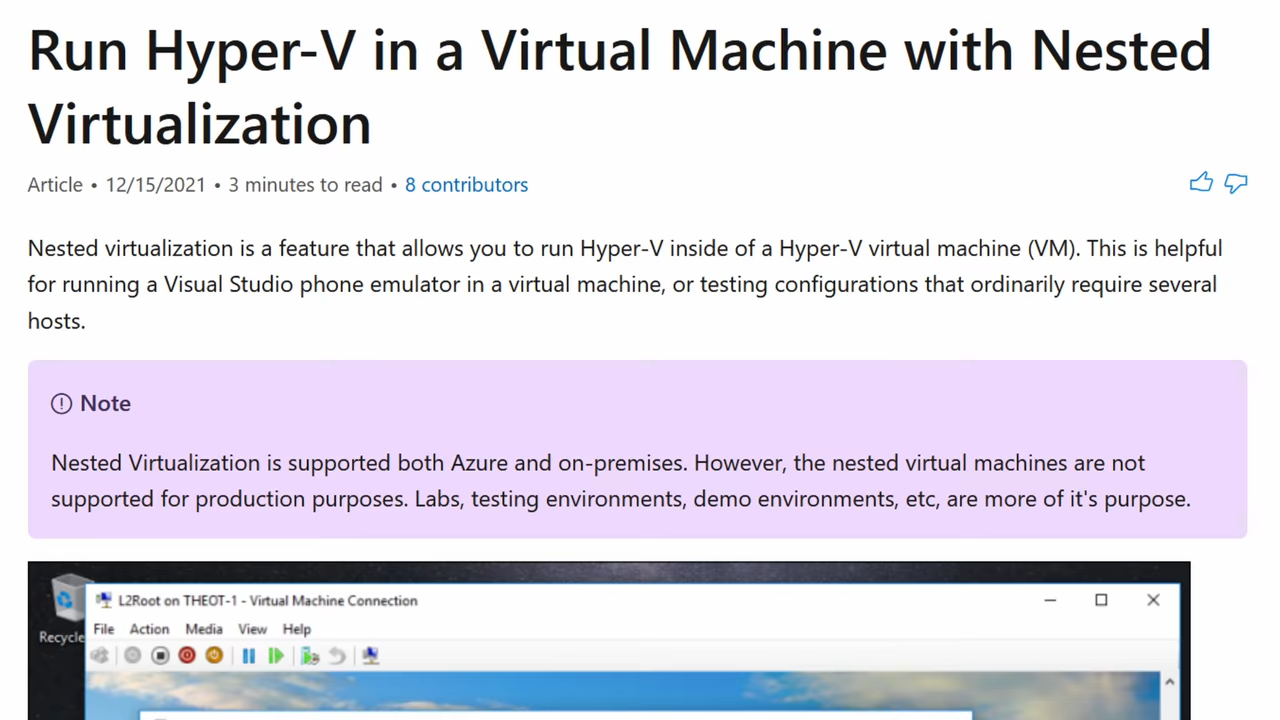 Run Hyper-V in a Virtual Machine with Nested
Virtualization
Article • 12/15/2021 • 3 minutes to read • 8 contributors
Nested virtualization is a feature that allows you to run Hyper-V inside of a Hyper-V virtual machine (VM). This is helpful
for running a Visual Studio phone emulator in a virtual machine, or testing configurations that ordinarily require several
hosts.
Note
Nested Virtualization is supported both Azure and on-premises. However, the nested virtual machines are not
supported for production purposes. Labs, testing environments, demo environments, etc, are more of it's purpose.
L2Root on THEOT-1 - Virtual Machine Connection
File Action Media View Help
Recycle